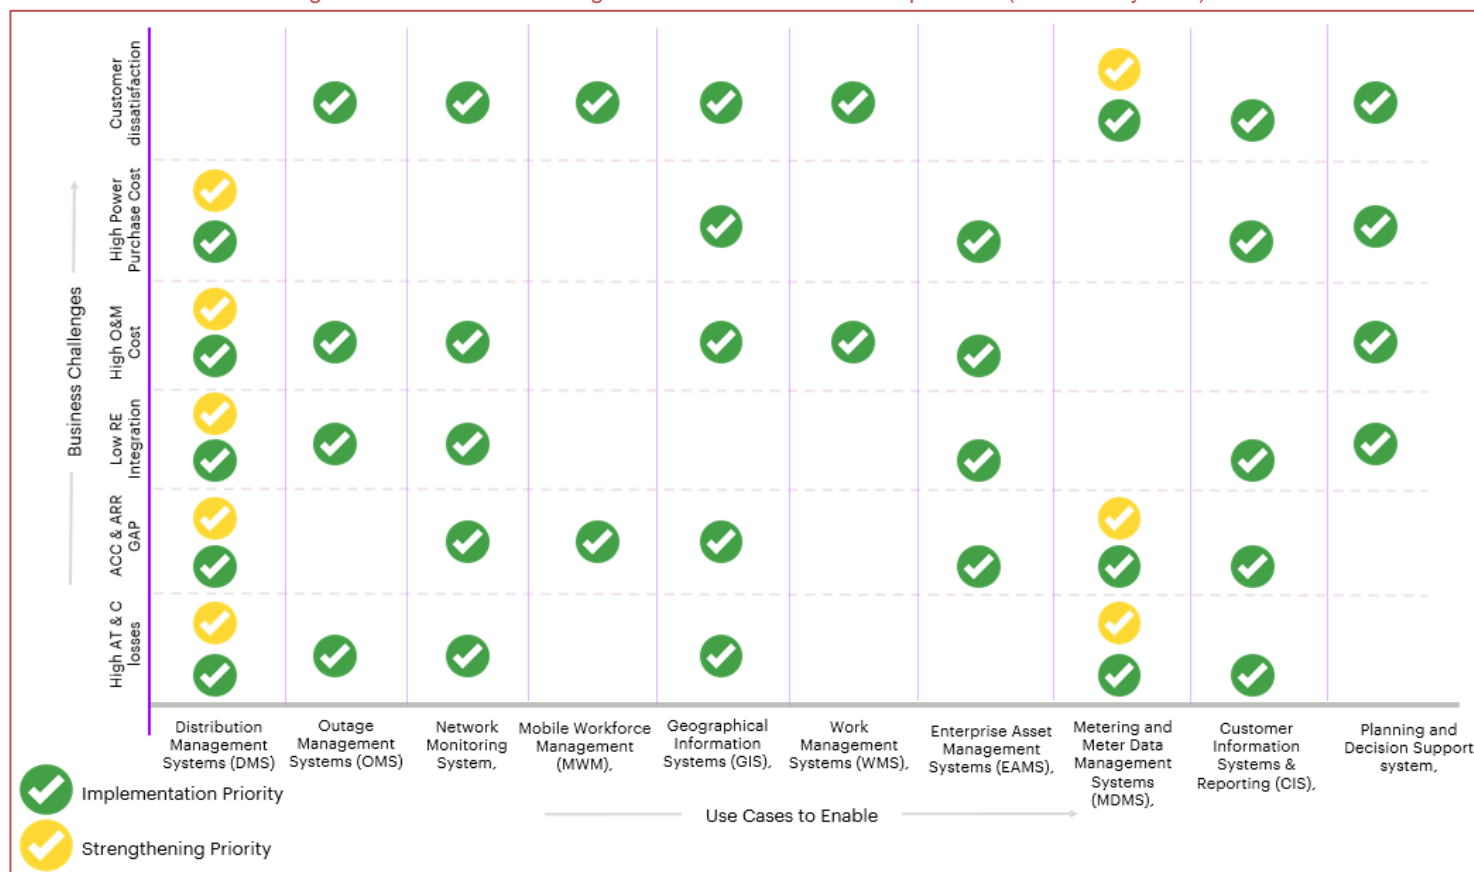 Customer
dissatisfaction
High Power
Purchase Cost
High O&M
Cost
Low RE
Integration
ACC & ARR
GAP
High AT & C
losses
Business Challenges
Distribution
Management
Systems (DMS)
Outage
Management
Systems (OMS)
Network
Monitoring
System,
Mobile Workforce
Management
(MWM),
Geographical
Information
Systems (GIS),
Work
Management
Systems (WMS),
Enterprise Asset
Management
Systems (EAMS),
Metering and
Meter Data
Management
Systems
(MDMS),
Customer
Information
Systems &
Reporting (CIS),
Planning and
Decision Support
system,
Use Cases to Enable
Implementation Priority
Strengthening Priority